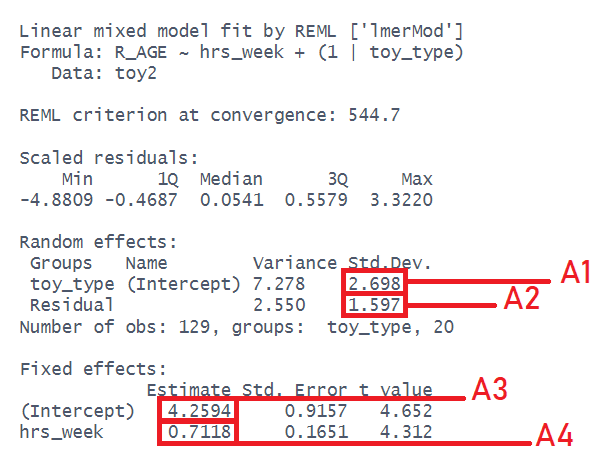 Linear mixed model fit by REML ['lmerMod']
Formula: R_AGE ~ hrs_week + (1 | toy_type)
Data: toy2
REML criterion at convergence: 544.7
Scaled residuals:
Min 1Q Median 3Q Max
-4.8809 -0.4687 0.0541 0.5579 3.3220
Random effects:
Groups Name Variance Std.Dev.
toy_type (Intercept) 7.278 2.698 A1
Residual 2.550 1.597 A2
Number of obs: 129, groups: toy_type, 20
Fixed effects:
Estimate Std. Error t value A3
(Intercept) 4.2594 0.9157 4.652
hrs_week 0.7118 0.1651 4.312 A4